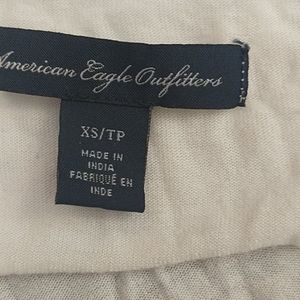 American Eagle Outfitters
XS/TP
MADE IN
INDIA
FABRIQUÉ EN
INDE